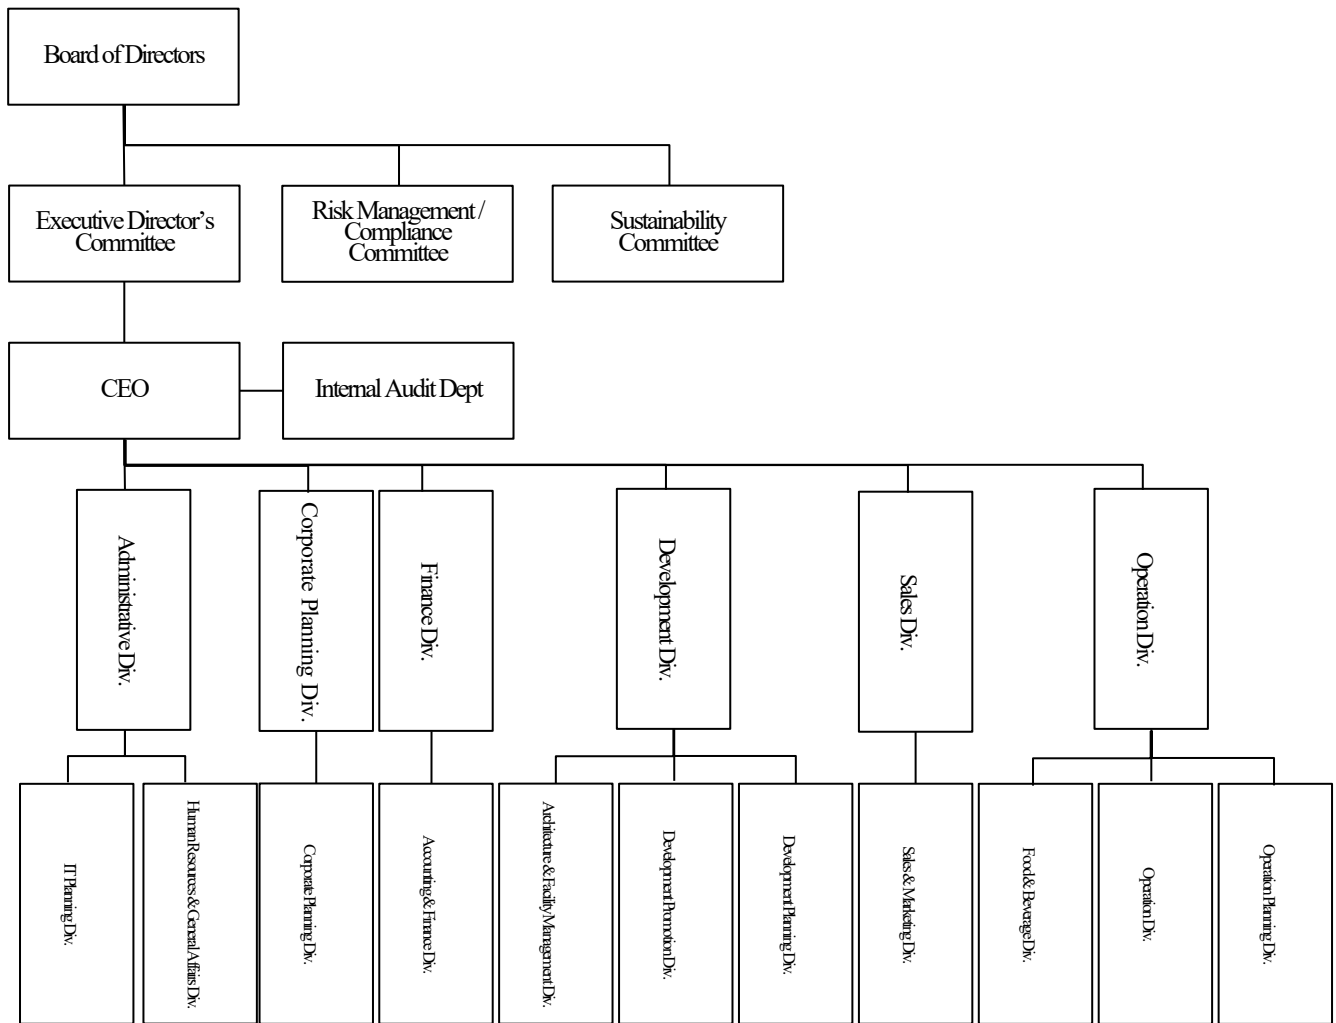 Board of Directors
Executive Director’s
Committee
Risk Management /
Compliance
Committee
Sustainability
Committee
CEO
Internal Audit Dept
Administrative Div.
Corporate Planning Div.
Finance Div.
Development Div.
Sales Div.
Operation Div.
IT Planning Div.
Human Resources & General Affairs Div.
Corporate Planning Div.
Accounting & Finance Div.
Architecture & Facility Management Div.
Development Promotion Div.
Development Planning Div.
Sales & Marketing Div.
Food & Beverage Div.
Operation Div.
Operation Planning Div.